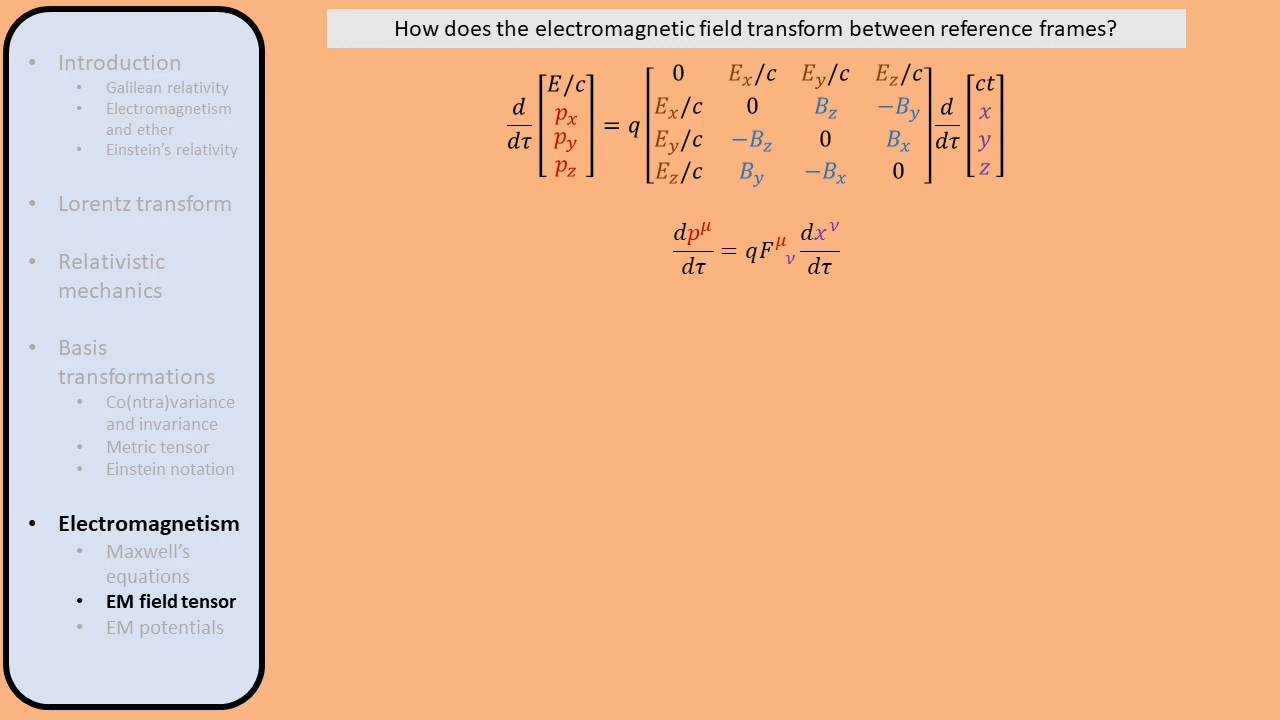 How does the electromagnetic field transform between reference frames?
• Introduction
• Galilean relativity
• Electromagnetism
and ether
• Einstein's relativity
• Lorentz transform
• Relativistic
mechanics
• Basis
transformations
• Co(ntra)variance
and invariance
• Metric tensor
• Einstein notation
• Electromagnetism
• Maxwell's
equations
• EM field tensor
• EM potentials
d/dτ [E/c p_x p_y p_z] = q [0 E_x/c E_y/c E_z/c
E_x/c 0 B_z −B_y
E_y/c −B_z 0 B_x
E_z/c B_y −B_x 0] d/dτ [ct x y z]
dp^μ/dτ = qF^μ_ν dx^ν/dτ